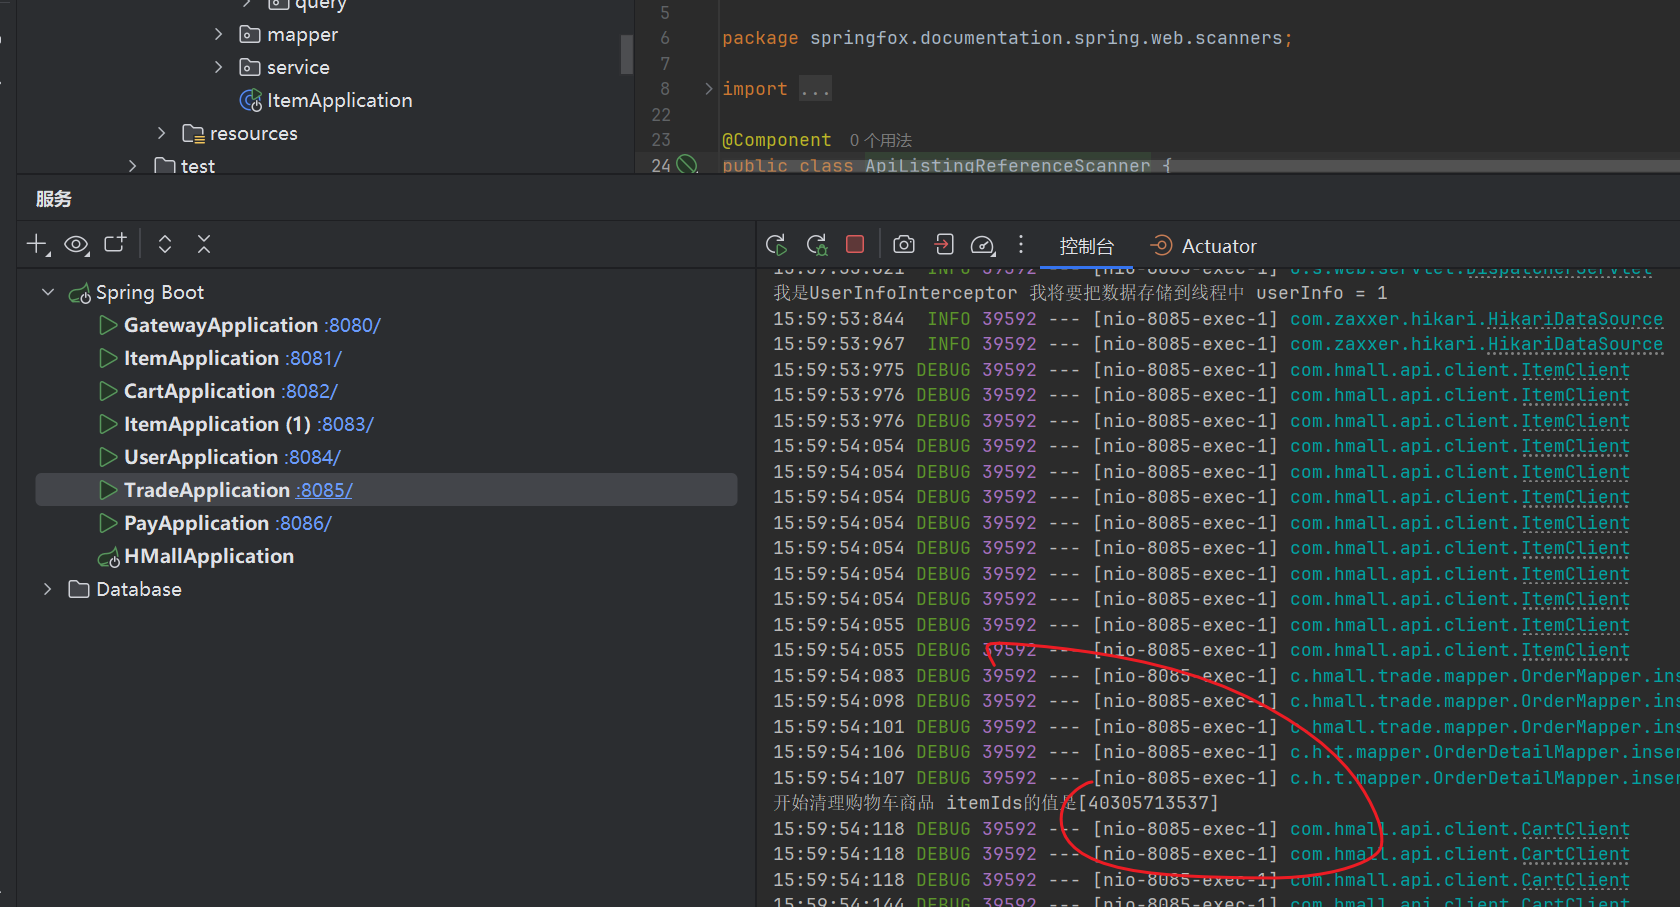 query
mapper
service
ItemApplication
resources
test
5
6 package springfox.documentation.spring.web.scanners;
7
8 import ...
22
23 @Component 0 个用法
24 public class ApiListingReferenceScanner {
服务
控制台 Actuator
Spring Boot
GatewayApplication :8080/
ItemApplication :8081/
CartApplication :8082/
ItemApplication (1) :8083/
UserApplication :8084/
TradeApplication :8085/
PayApplication :8086/
HMallApplication
Database
15:59:53:821 INFO 39592 --- [nio-8085-exec-1] o.s.web.servlet.DispatcherServlet
我是UserInfoInterceptor 我将要把数据存储到线程中 userInfo = 1
15:59:53:844 INFO 39592 --- [nio-8085-exec-1] com.zaxxer.hikari.HikariDataSource
15:59:53:967 INFO 39592 --- [nio-8085-exec-1] com.zaxxer.hikari.HikariDataSource
15:59:53:975 DEBUG 39592 --- [nio-8085-exec-1] com.hmall.api.client.ItemClient
15:59:53:976 DEBUG 39592 --- [nio-8085-exec-1] com.hmall.api.client.ItemClient
15:59:53:976 DEBUG 39592 --- [nio-8085-exec-1] com.hmall.api.client.ItemClient
15:59:54:054 DEBUG 39592 --- [nio-8085-exec-1] com.hmall.api.client.ItemClient
15:59:54:054 DEBUG 39592 --- [nio-8085-exec-1] com.hmall.api.client.ItemClient
15:59:54:054 DEBUG 39592 --- [nio-8085-exec-1] com.hmall.api.client.ItemClient
15:59:54:054 DEBUG 39592 --- [nio-8085-exec-1] com.hmall.api.client.ItemClient
15:59:54:054 DEBUG 39592 --- [nio-8085-exec-1] com.hmall.api.client.ItemClient
15:59:54:054 DEBUG 39592 --- [nio-8085-exec-1] com.hmall.api.client.ItemClient
15:59:54:054 DEBUG 39592 --- [nio-8085-exec-1] com.hmall.api.client.ItemClient
15:59:54:055 DEBUG 39592 --- [nio-8085-exec-1] com.hmall.api.client.ItemClient
15:59:54:055 DEBUG 39592 --- [nio-8085-exec-1] com.hmall.api.client.ItemClient
15:59:54:083 DEBUG 39592 --- [nio-8085-exec-1] c.hmall.trade.mapper.OrderMapper.ins
15:59:54:098 DEBUG 39592 --- [nio-8085-exec-1] c.hmall.trade.mapper.OrderMapper.ins
15:59:54:101 DEBUG 39592 --- [nio-8085-exec-1] c.hmall.trade.mapper.OrderMapper.ins
15:59:54:106 DEBUG 39592 --- [nio-8085-exec-1] c.h.t.mapper.OrderDetailMapper.inser
15:59:54:107 DEBUG 39592 --- [nio-8085-exec-1] c.h.t.mapper.OrderDetailMapper.inser
开始清理购物车商品 itemIds的值是[40305713537]
15:59:54:118 DEBUG 39592 --- [nio-8085-exec-1] com.hmall.api.client.CartClient
15:59:54:118 DEBUG 39592 --- [nio-8085-exec-1] com.hmall.api.client.CartClient
15:59:54:118 DEBUG 39592 --- [nio-8085-exec-1] com.hmall.api.client.CartClient
15:59:54:144 DEBUG 39592 --- [nio-8085-exec-1] com.hmall.api.client.CartClient